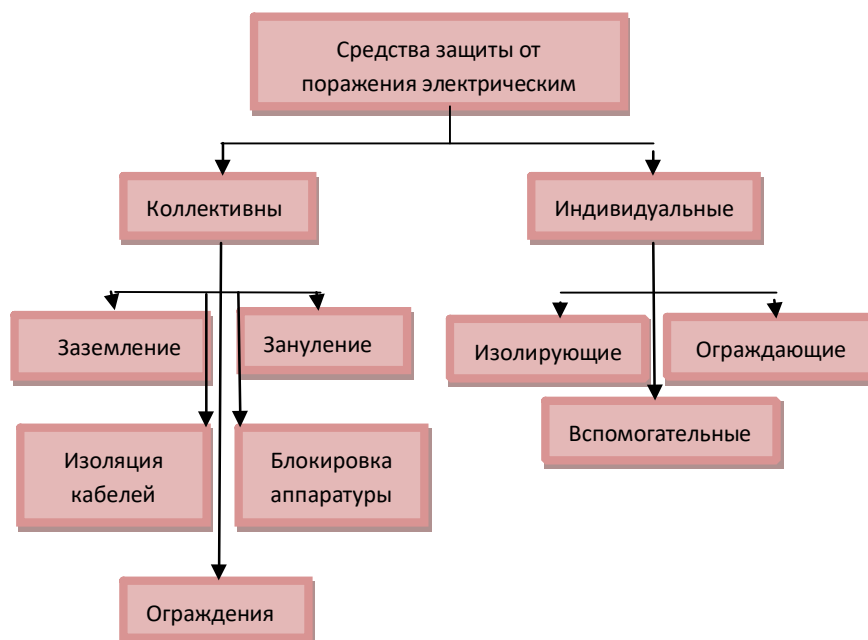 Средства защиты от
поражения электрическим
Коллективны
Индивидуальные
Заземление
Зануление
Изолирующие
Ограждающие
Изоляция
кабелей
Блокировка
аппаратуры
Вспомогательные
Ограждения